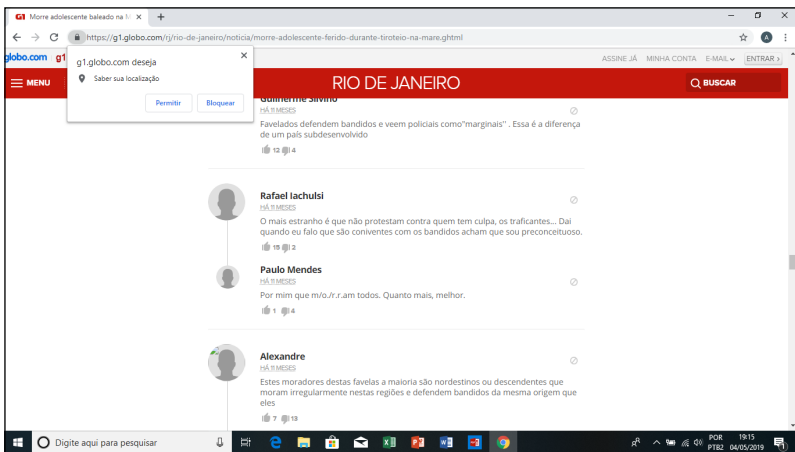 G1 Morre adolescente baleado na M
https://g1.globo.com/rj/rio-de-janeiro/noticia/morre-adolescente-ferido-durante-tiroteio-na-mare.ghtml
A
globo.com g1
ASSINE JÁ MINHA CONTA E-MAIL ENTRAR >
g1.globo.com deseja
Saber sua localização
Permitir Bloquear
MENU
RIO DE JANEIRO
BUSCAR
Guilherme Silvino
HÁ 11 MESES
Favelados defendem bandidos e veem policiais como"marginais" . Essa é a diferença
de um país subdesenvolvido
12 4
Rafael Iachulsi
HÁ 11 MESES
O mais estranho é que não protestam contra quem tem culpa, os traficantes... Dai
quando eu falo que são coniventes com os bandidos acham que sou preconceituoso.
15 2
Paulo Mendes
HÁ 11 MESES
Por mim que m/o./r.r.am todos. Quanto mais, melhor.
1 4
Alexandre
HÁ 11 MESES
Estes moradores destas favelas a maioria são nordestinos ou descendentes que
moram irregularmente nestas regiões e defendem bandidos da mesma origem que
eles
7 13
Digite aqui para pesquisar
POR 19:15
PTB2 04/05/2019